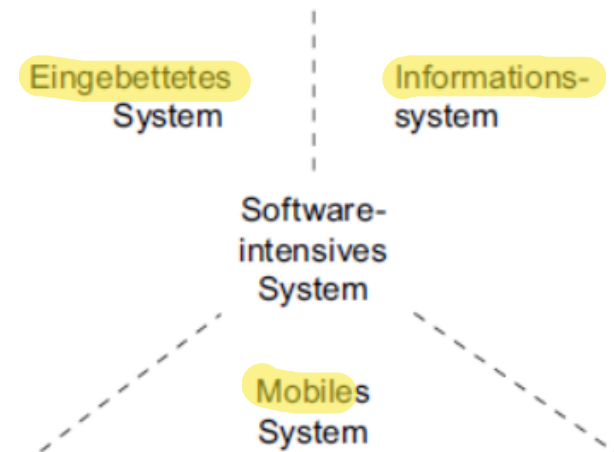 Eingebettetes
System
Informations-
system
Software-
intensives
System
Mobiles
System